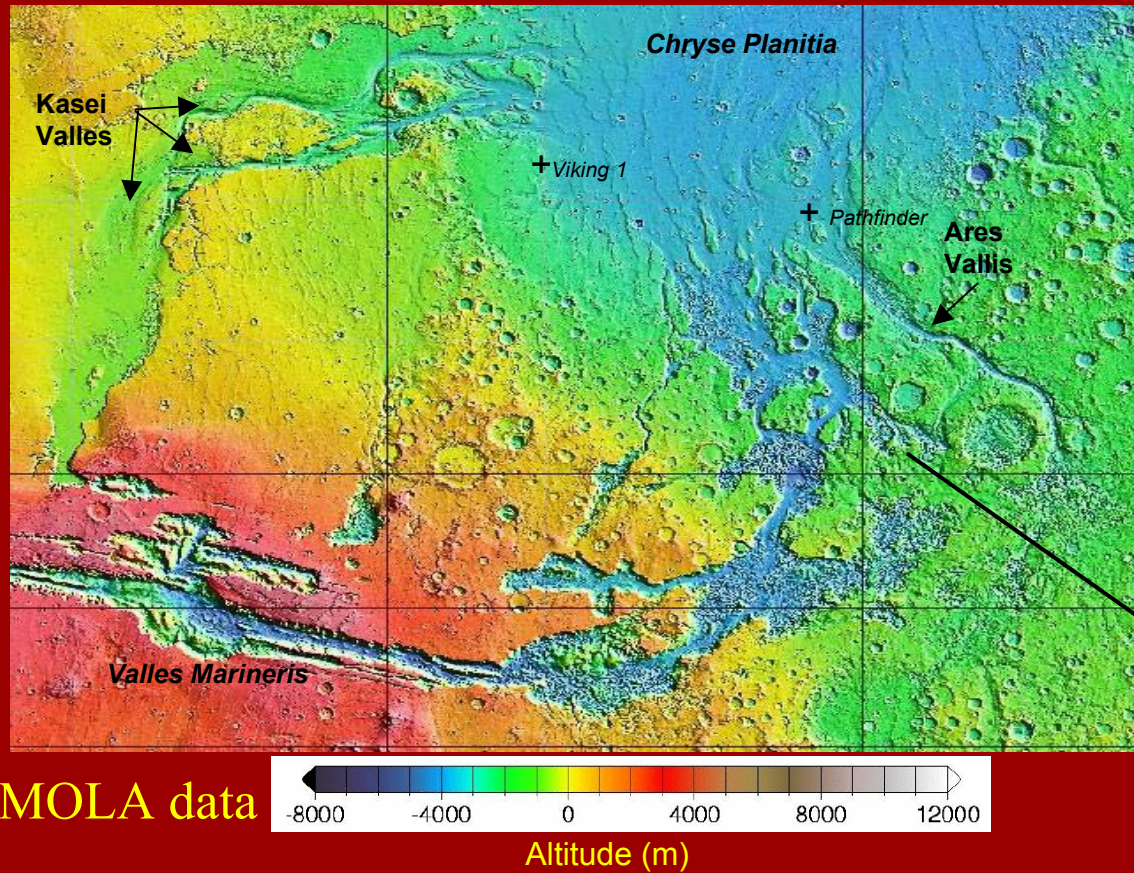 Chryse Planitia
Kasei
Valles
Viking 1
Pathfinder
Ares
Vallis
Valles Marineris
MOLA data
-8000 -4000 0 4000 8000 12000
Altitude (m)